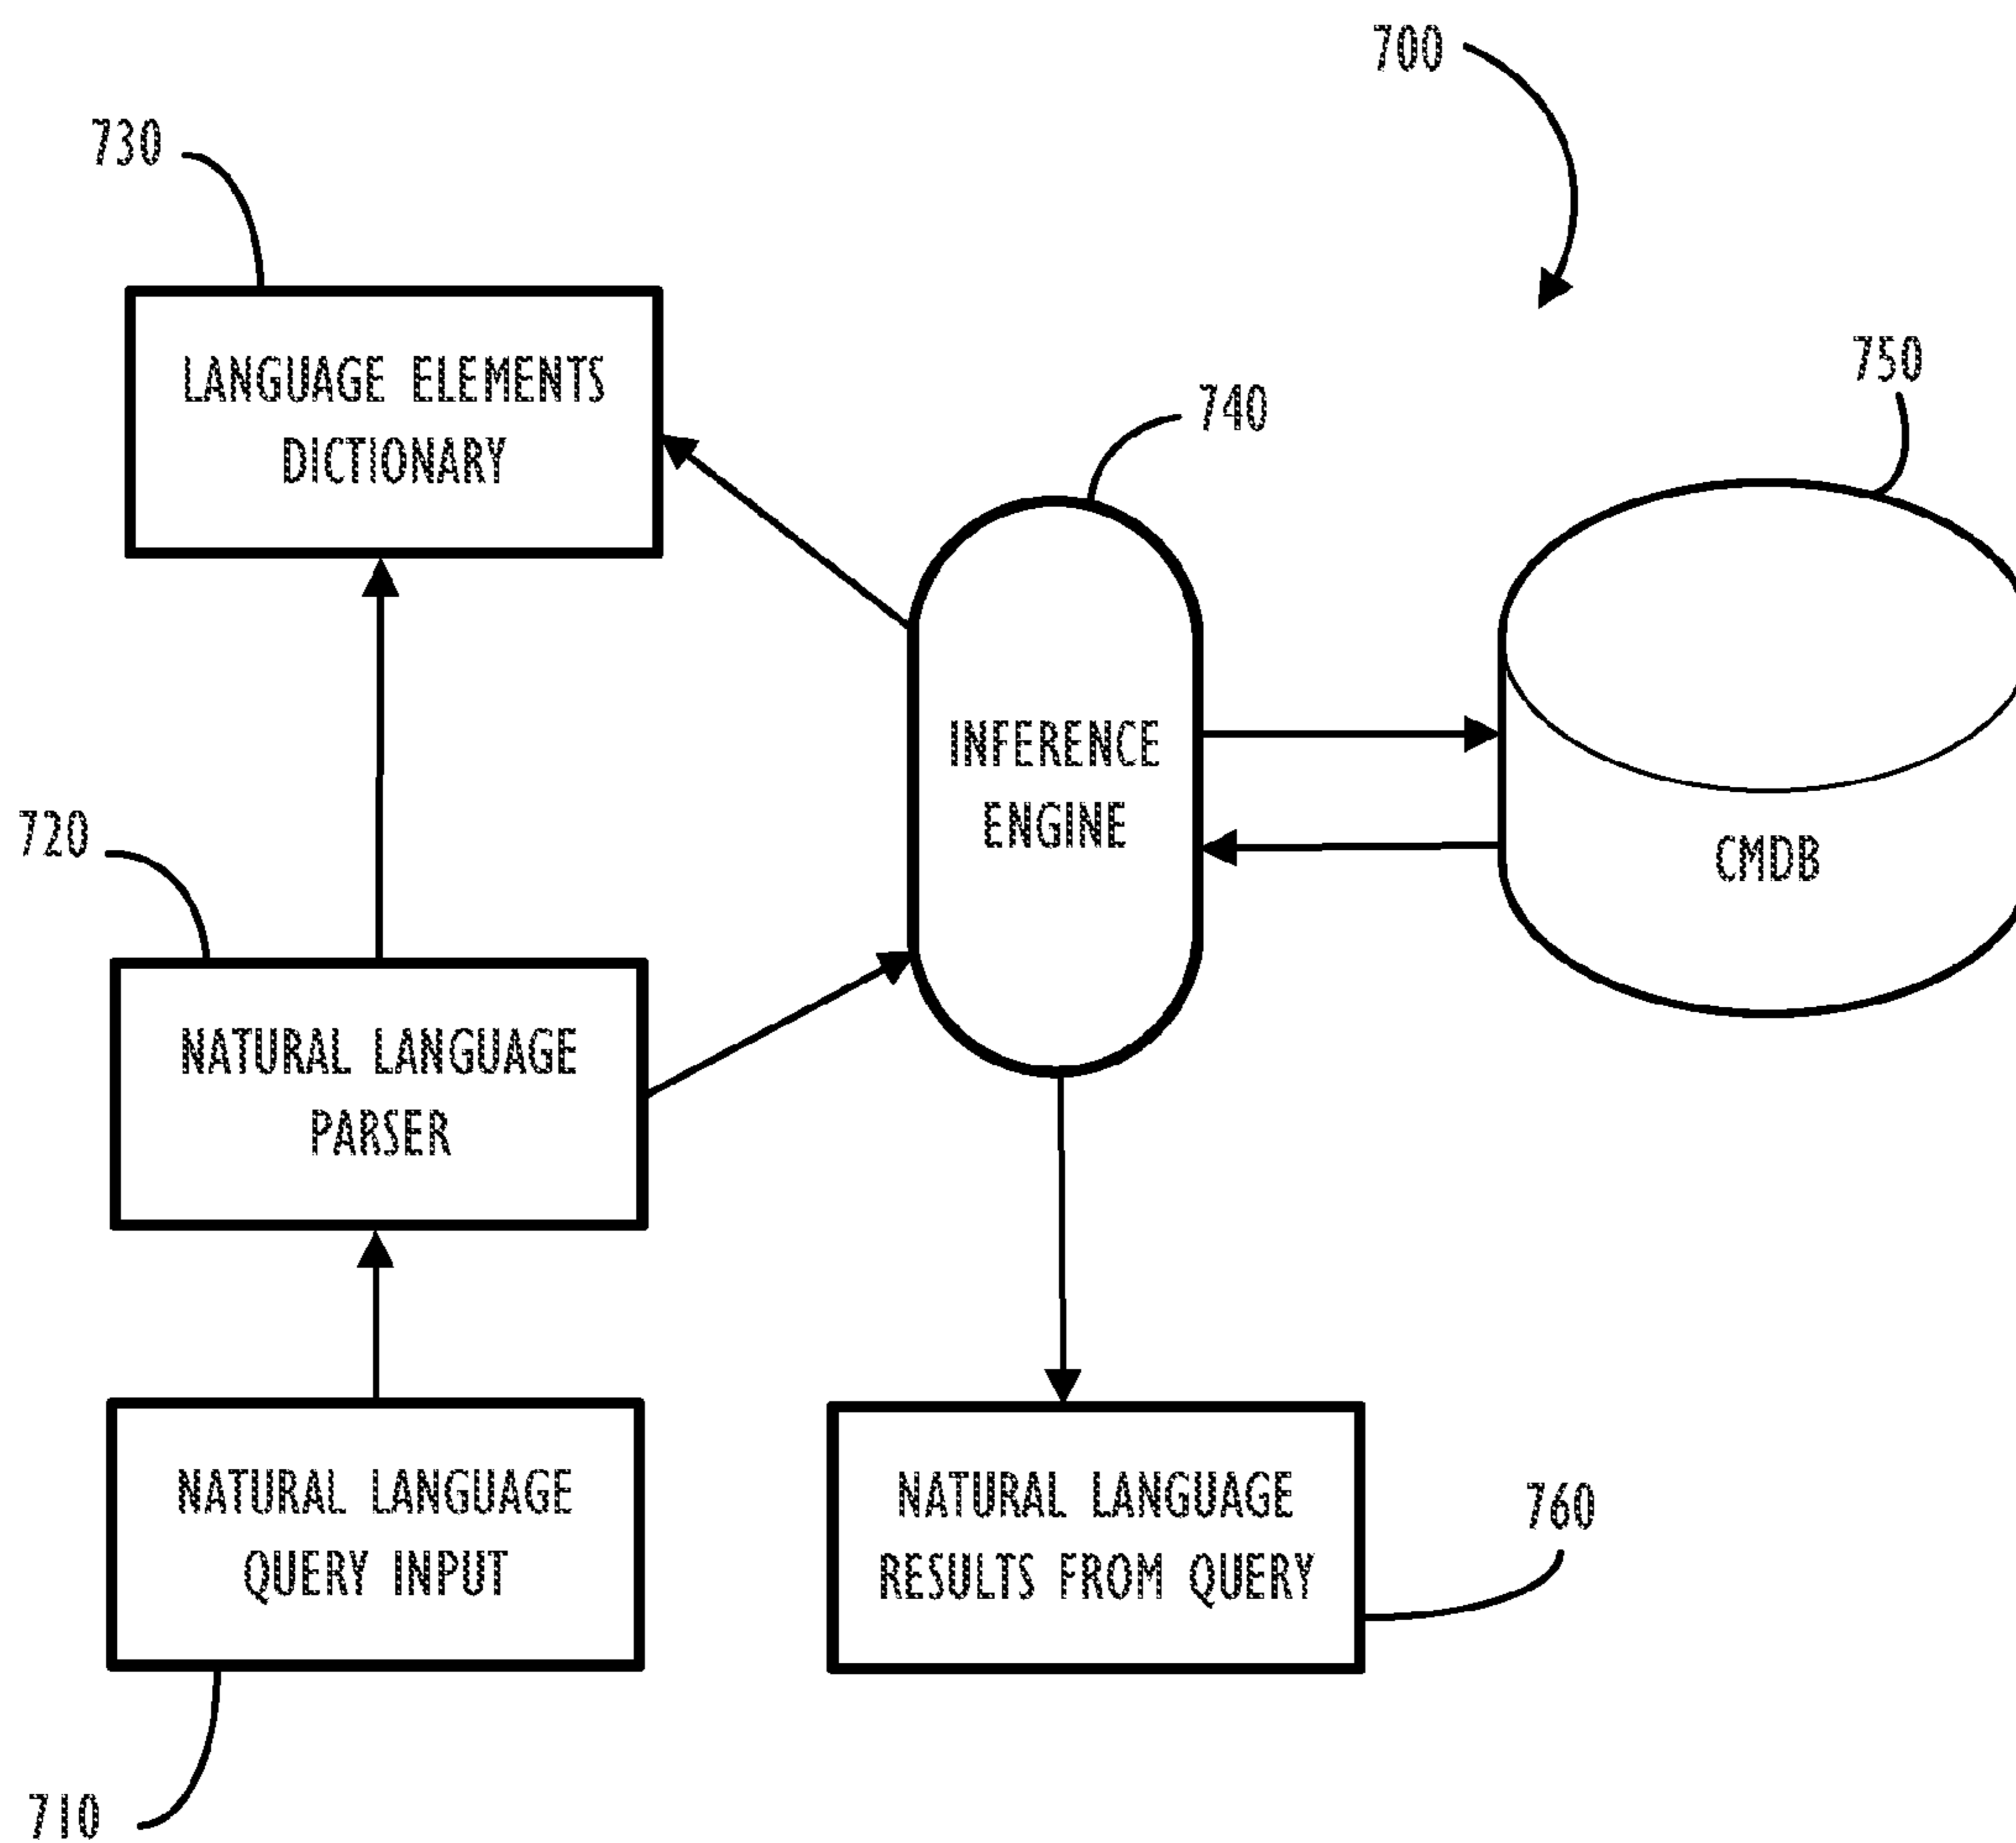 700
730
LANGUAGE ELEMENTS
DICTIONARY
740
750
INFERENCE
ENGINE
CMDB
720
NATURAL LANGUAGE
PARSER
NATURAL LANGUAGE
QUERY INPUT
NATURAL LANGUAGE
RESULTS FROM QUERY
760
710